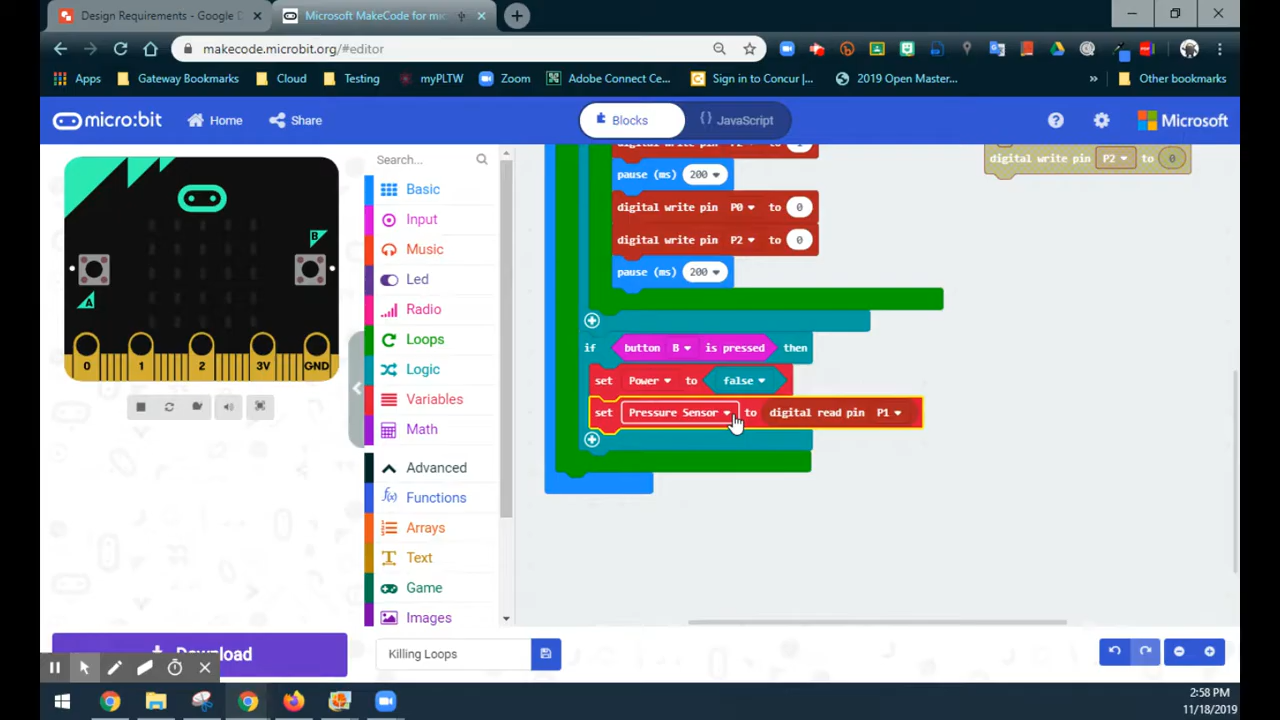 Design Requirements - Google D
Microsoft MakeCode for mic
makecode.microbit.org/#editor
Apps
Gateway Bookmarks
Cloud
Testing
myPLTW
Zoom
Adobe Connect Ce...
Sign in to Concur |...
2019 Open Master...
»
Other bookmarks
micro:bit
Home
Share
Blocks
{} JavaScript
Microsoft
Search...
Basic
Input
Music
Led
Radio
Loops
Logic
Variables
Math
Advanced
Functions
Arrays
Text
Game
Images
A
B
0 1 2 3V GND
digital write pin P2 to 0
pause (ms) 200
digital write pin P0 to 0
digital write pin P2 to 0
pause (ms) 200
if button B is pressed then
set Power to false
set Pressure Sensor to digital read pin P1
Download
Killing Loops
2:58 PM
11/18/2019